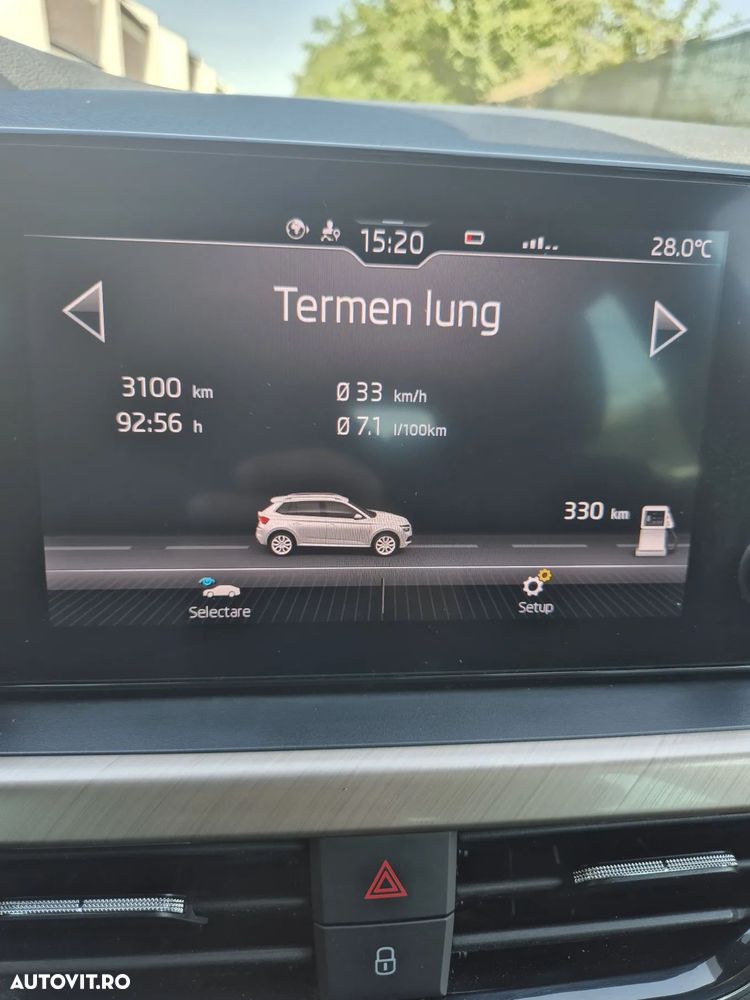 15:20
28.0°C
Termen lung
3100 km
Ø 33 km/h
92:56 h
Ø 7.1 l/100km
330 km
Selectare
Setup
AUTOVIT.RO